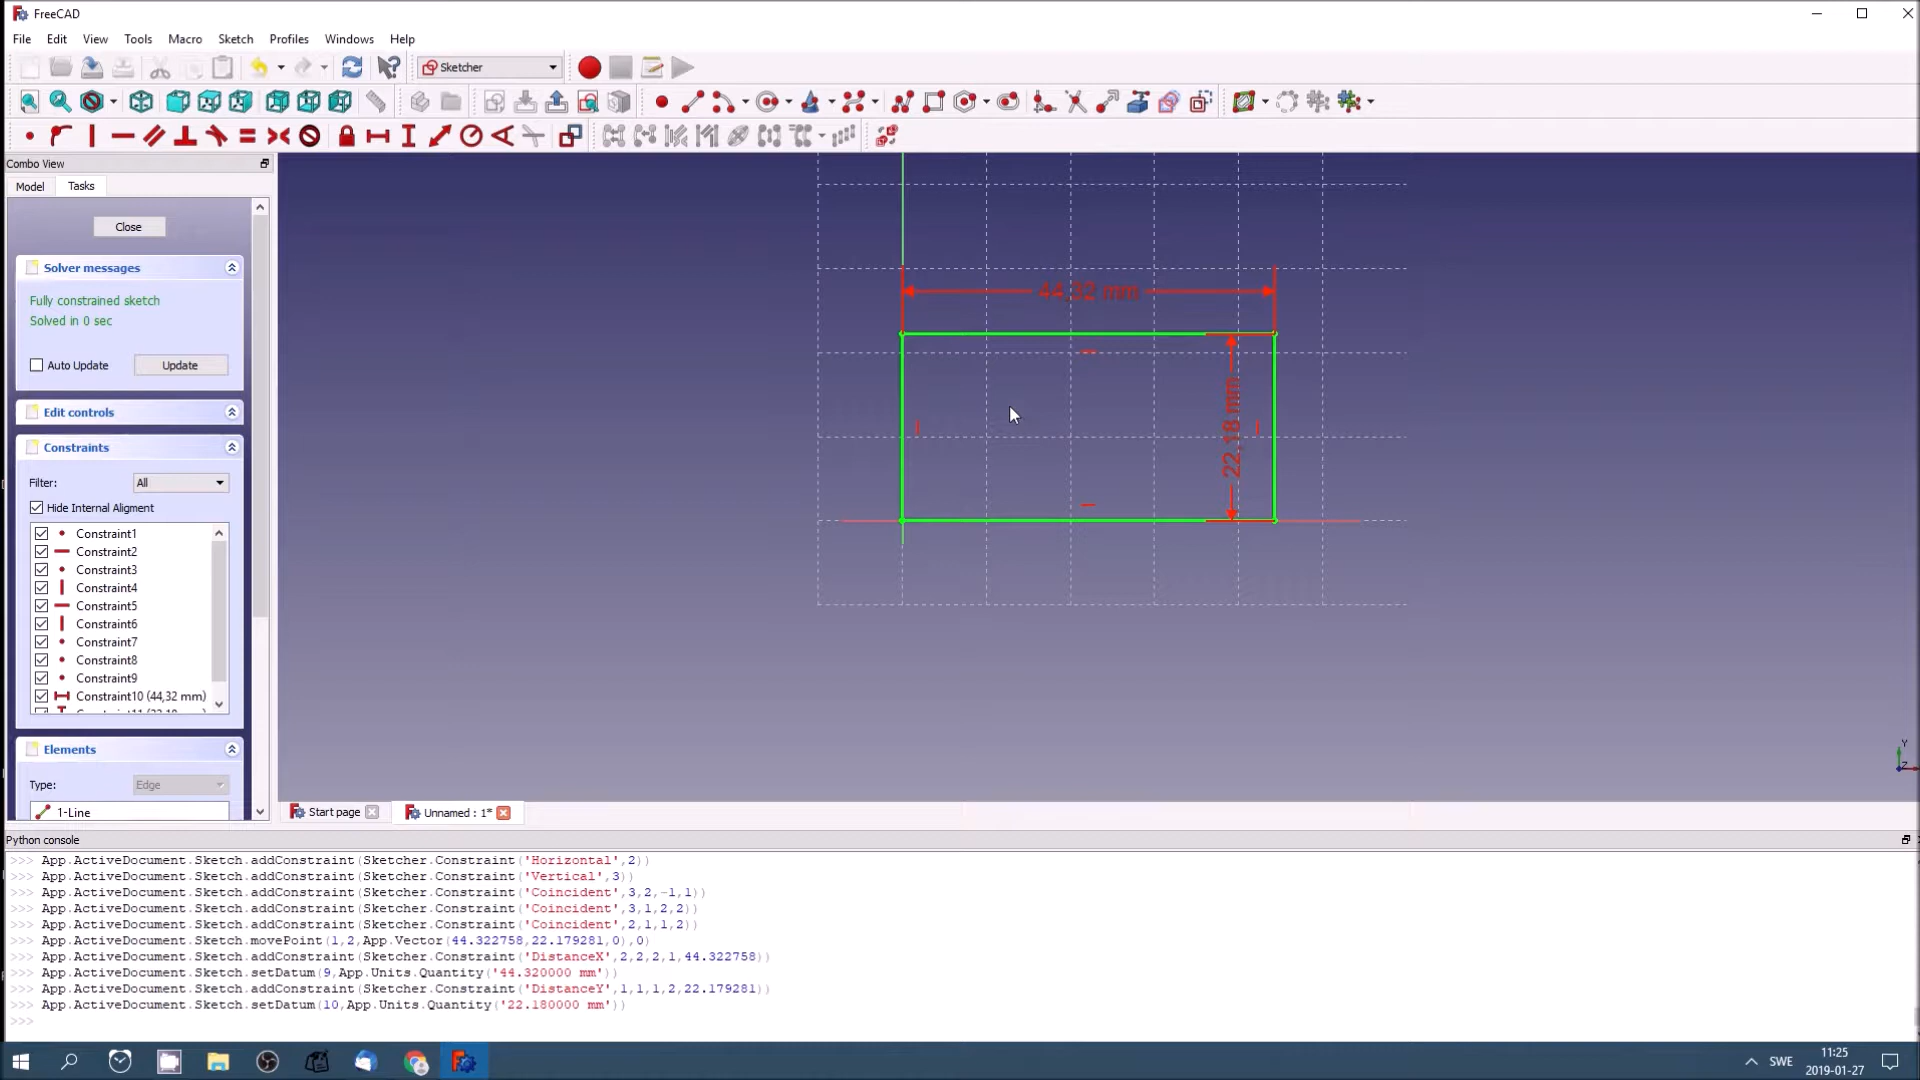 FreeCAD
File Edit View Tools Macro Sketch Profiles Windows Help
Sketcher
Combo View
Model Tasks
Close
Solver messages
Fully constrained sketch
Solved in 0 sec
Auto Update Update
Edit controls
Constraints
Filter: All
Hide Internal Aligment
Constraint1
Constraint2
Constraint3
Constraint4
Constraint5
Constraint6
Constraint7
Constraint8
Constraint9
Constraint10 (44,32 mm)
Elements
Type: Edge
1-Line
44,32 mm
22,18 mm
Y
Z
Start page Unnamed : 1*
Python console
>>> App.ActiveDocument.Sketch.addConstraint(Sketcher.Constraint('Horizontal',2))
>>> App.ActiveDocument.Sketch.addConstraint(Sketcher.Constraint('Vertical',3))
>>> App.ActiveDocument.Sketch.addConstraint(Sketcher.Constraint('Coincident',3,2,-1,1))
>>> App.ActiveDocument.Sketch.addConstraint(Sketcher.Constraint('Coincident',3,1,2,2))
>>> App.ActiveDocument.Sketch.addConstraint(Sketcher.Constraint('Coincident',2,1,1,2))
>>> App.ActiveDocument.Sketch.movePoint(1,2,App.Vector(44.322758,22.179281,0),0)
>>> App.ActiveDocument.Sketch.addConstraint(Sketcher.Constraint('DistanceX',2,2,2,1,44.322758))
>>> App.ActiveDocument.Sketch.setDatum(9,App.Units.Quantity('44.320000 mm'))
>>> App.ActiveDocument.Sketch.addConstraint(Sketcher.Constraint('DistanceY',1,1,1,2,22.179281))
>>> App.ActiveDocument.Sketch.setDatum(10,App.Units.Quantity('22.180000 mm'))
>>>
SWE
11:25
2019-01-27